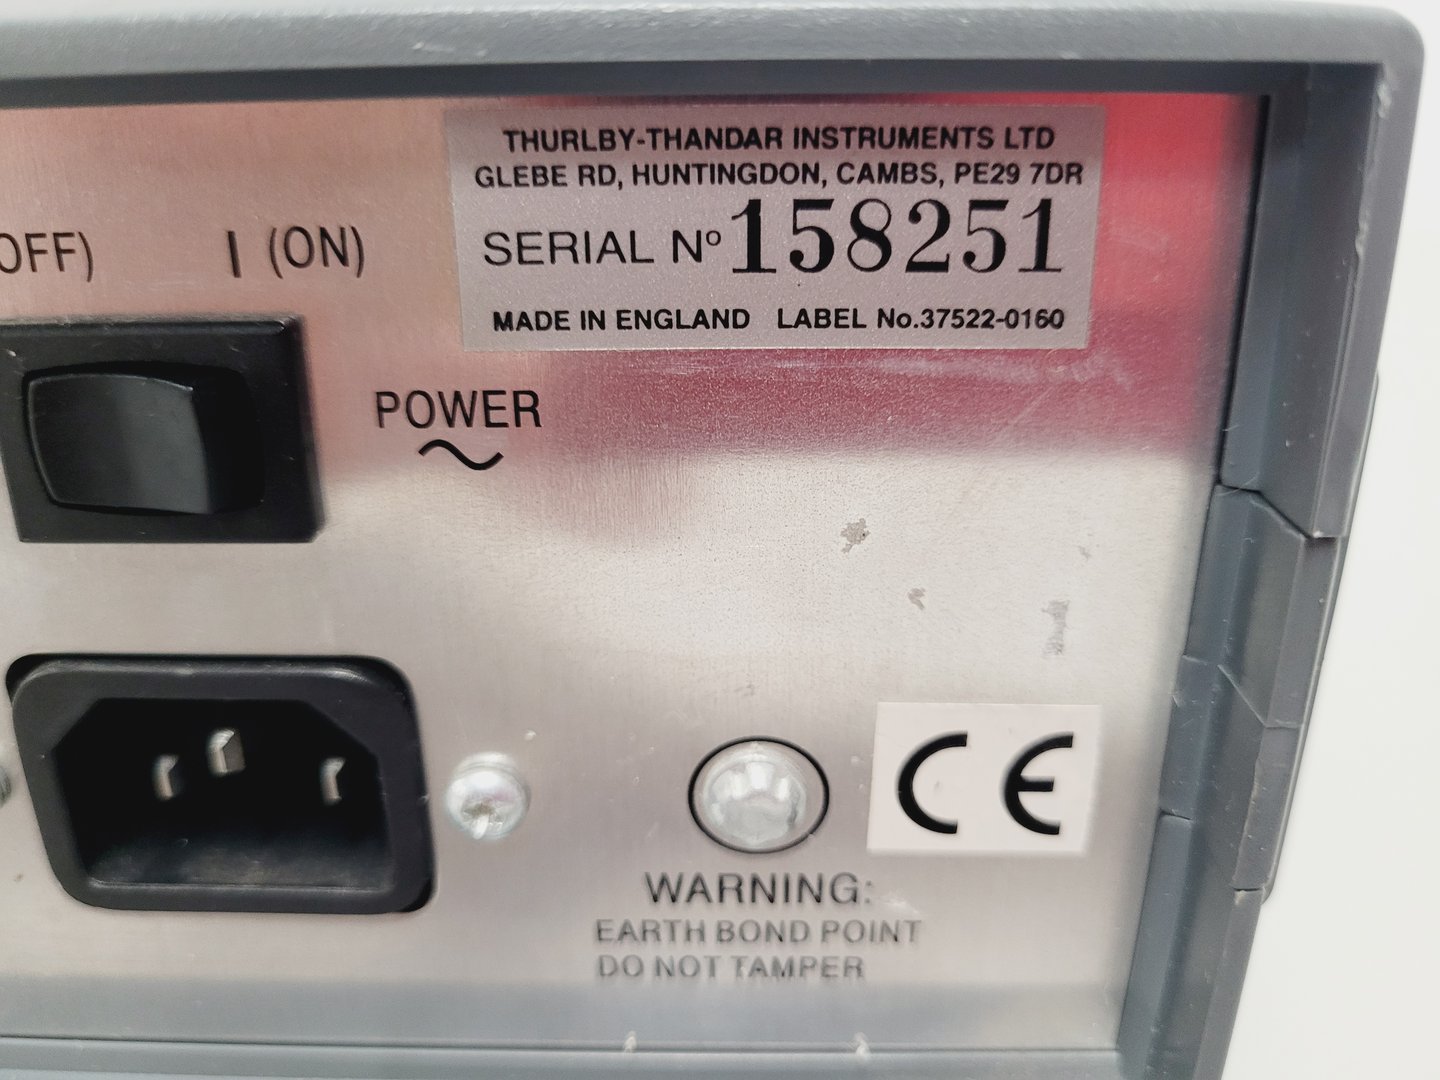 THURLBY-THANDAR INSTRUMENTS LTD
GLEBE RD, HUNTINGDON, CAMBS, PE29 7DR
SERIAL Nº 158251
MADE IN ENGLAND LABEL No.37522-0160
OFF) I (ON)
POWER
~
CE
WARNING:
EARTH BOND POINT
DO NOT TAMPER